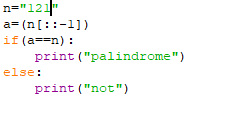 n="121"
a=(n[::-1])
if(a==n):
    print("palindrome")
else:
    print("not")